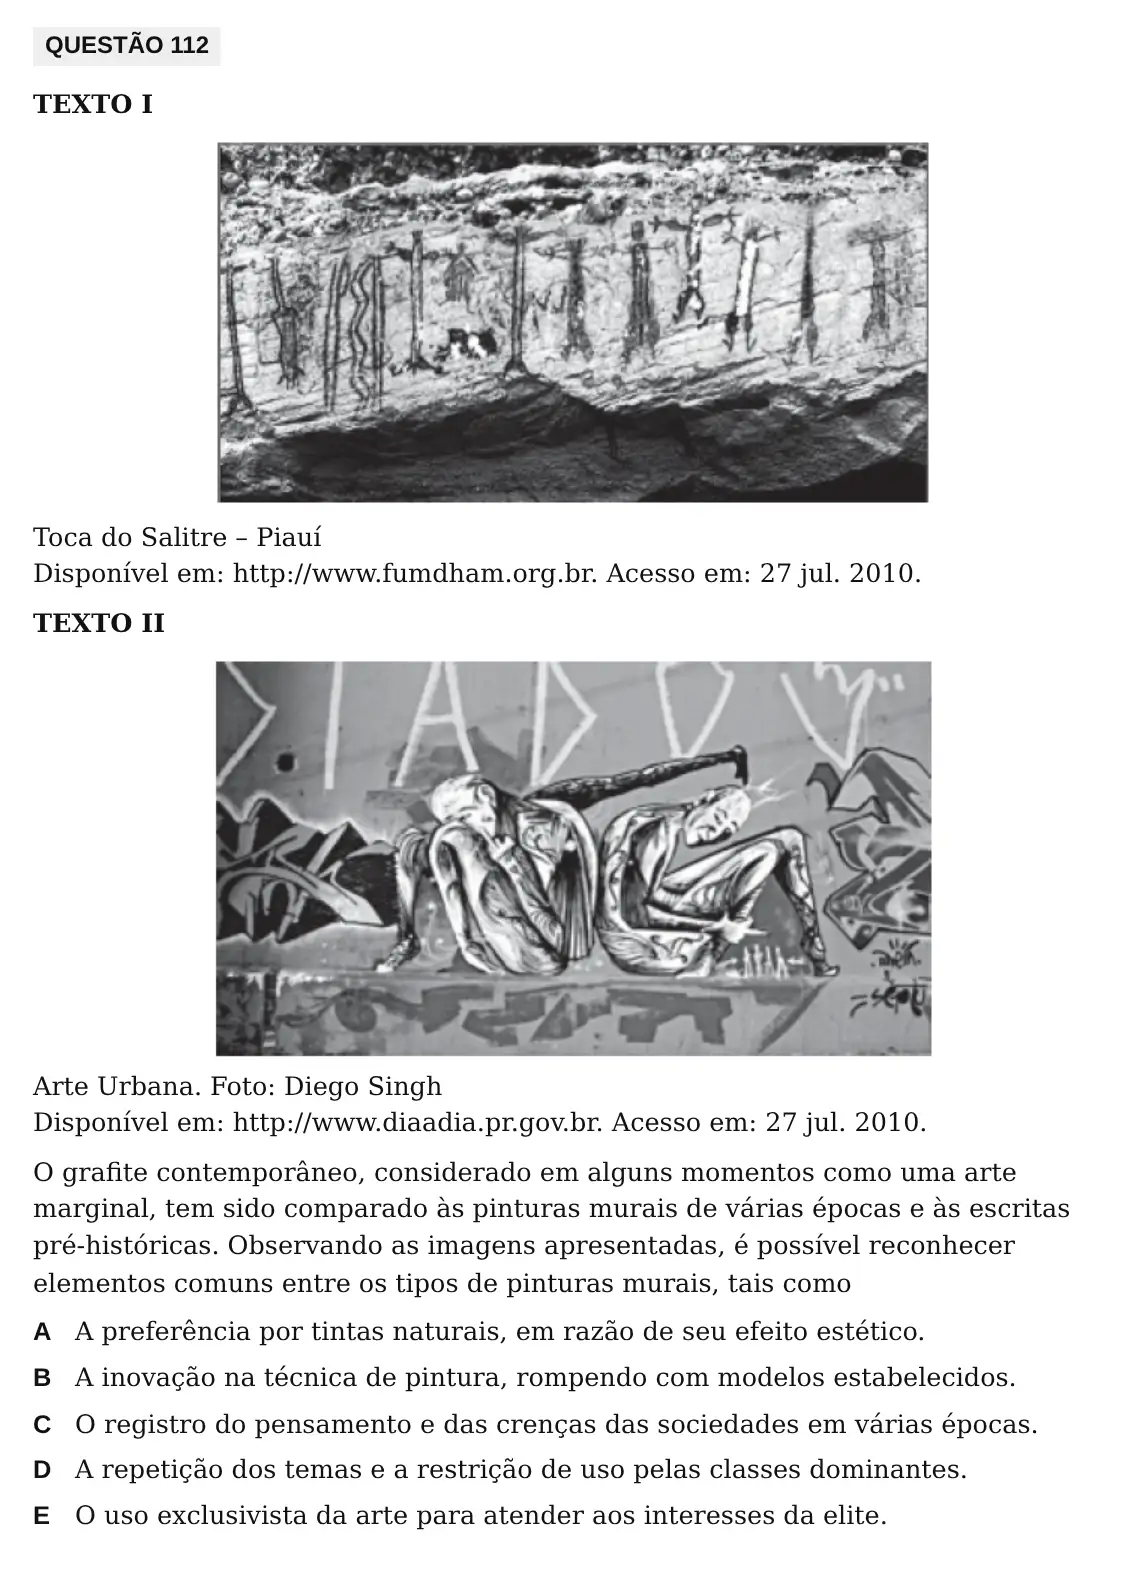 QUESTÃO 112
TEXTO I
Toca do Salitre – Piauí
Disponível em: http://www.fumdham.org.br. Acesso em: 27 jul. 2010.
TEXTO II
Arte Urbana. Foto: Diego Singh
Disponível em: http://www.diaadia.pr.gov.br. Acesso em: 27 jul. 2010.
O grafite contemporâneo, considerado em alguns momentos como uma arte
marginal, tem sido comparado às pinturas murais de várias épocas e às escritas
pré-históricas. Observando as imagens apresentadas, é possível reconhecer
elementos comuns entre os tipos de pinturas murais, tais como
A A preferência por tintas naturais, em razão de seu efeito estético.
B A inovação na técnica de pintura, rompendo com modelos estabelecidos.
C O registro do pensamento e das crenças das sociedades em várias épocas.
D A repetição dos temas e a restrição de uso pelas classes dominantes.
E O uso exclusivista da arte para atender aos interesses da elite.